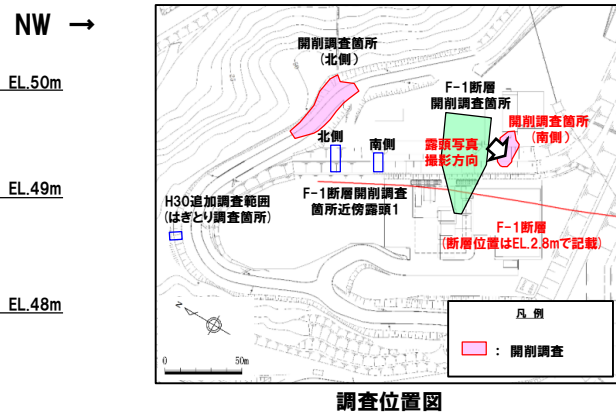 NW →
EL.50m
EL.49m
EL.48m
開削調査箇所
(北側)
F-1断層
開削調査箇所
開削調査箇所
(南側)
北側
南側
露頭写真
撮影方向
F-1断層開削調査
箇所近傍露頭1
H30追加調査範囲
(はぎとり調査箇所)
F-1断層
(断層位置はEL.2.8mで記載)
N
0
50m
凡 例
: 開削調査
調査位置図